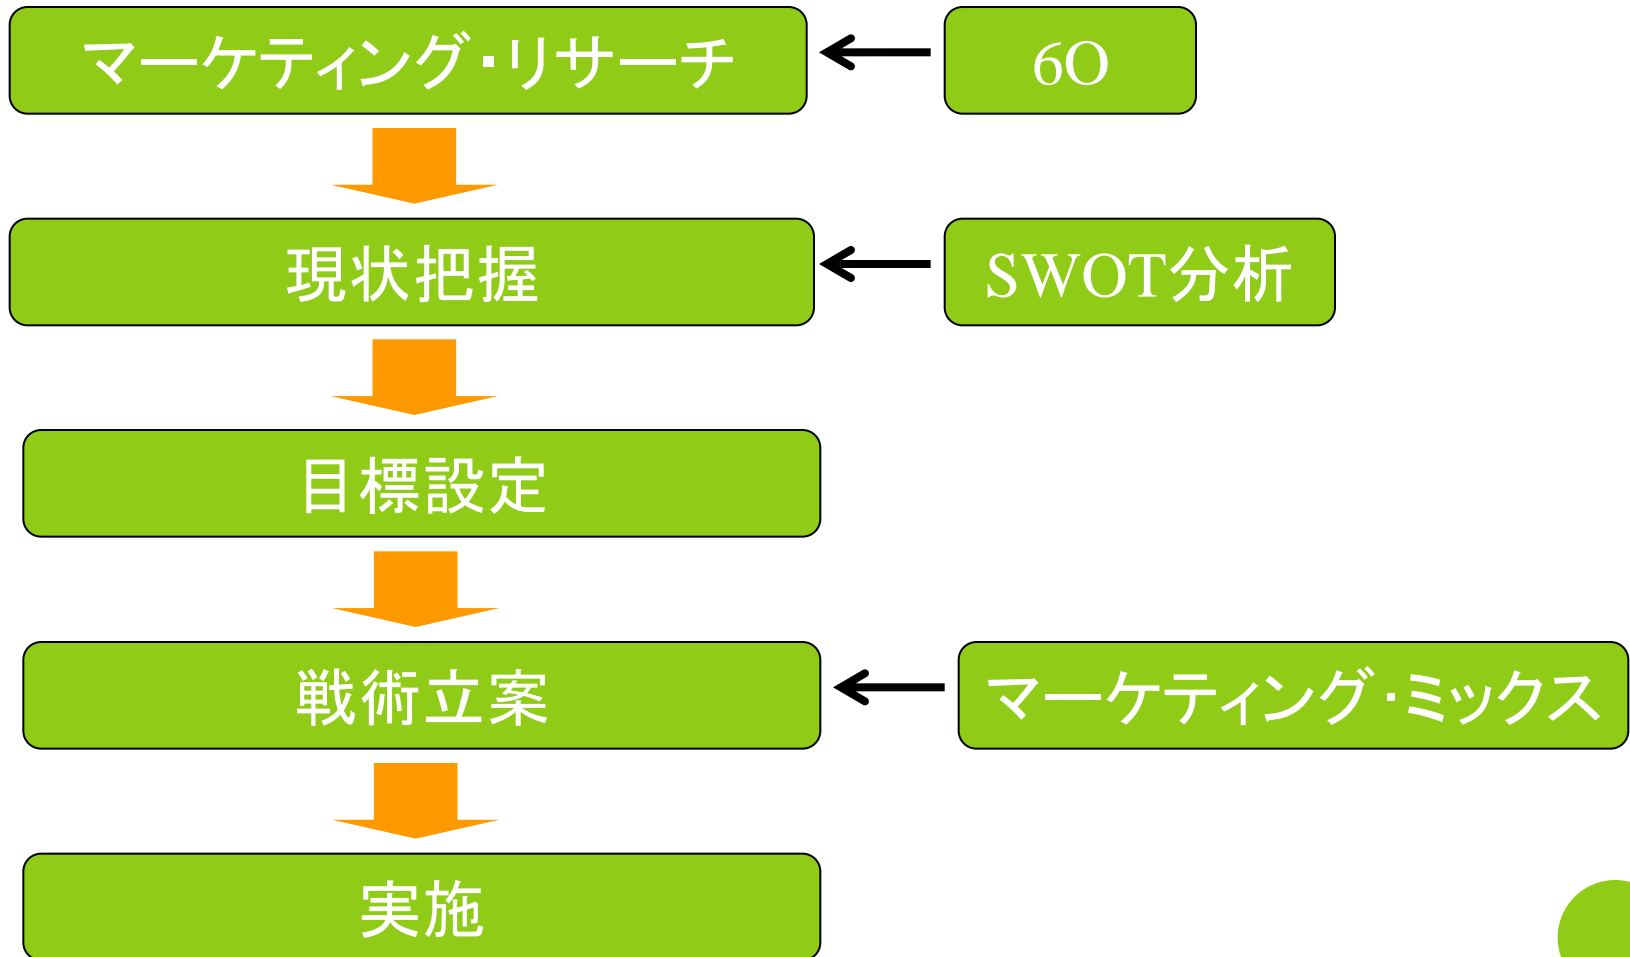 マーケティング・リサーチ
6O
現状把握
SWOT分析
目標設定
戦術立案
マーケティング・ミックス
実施